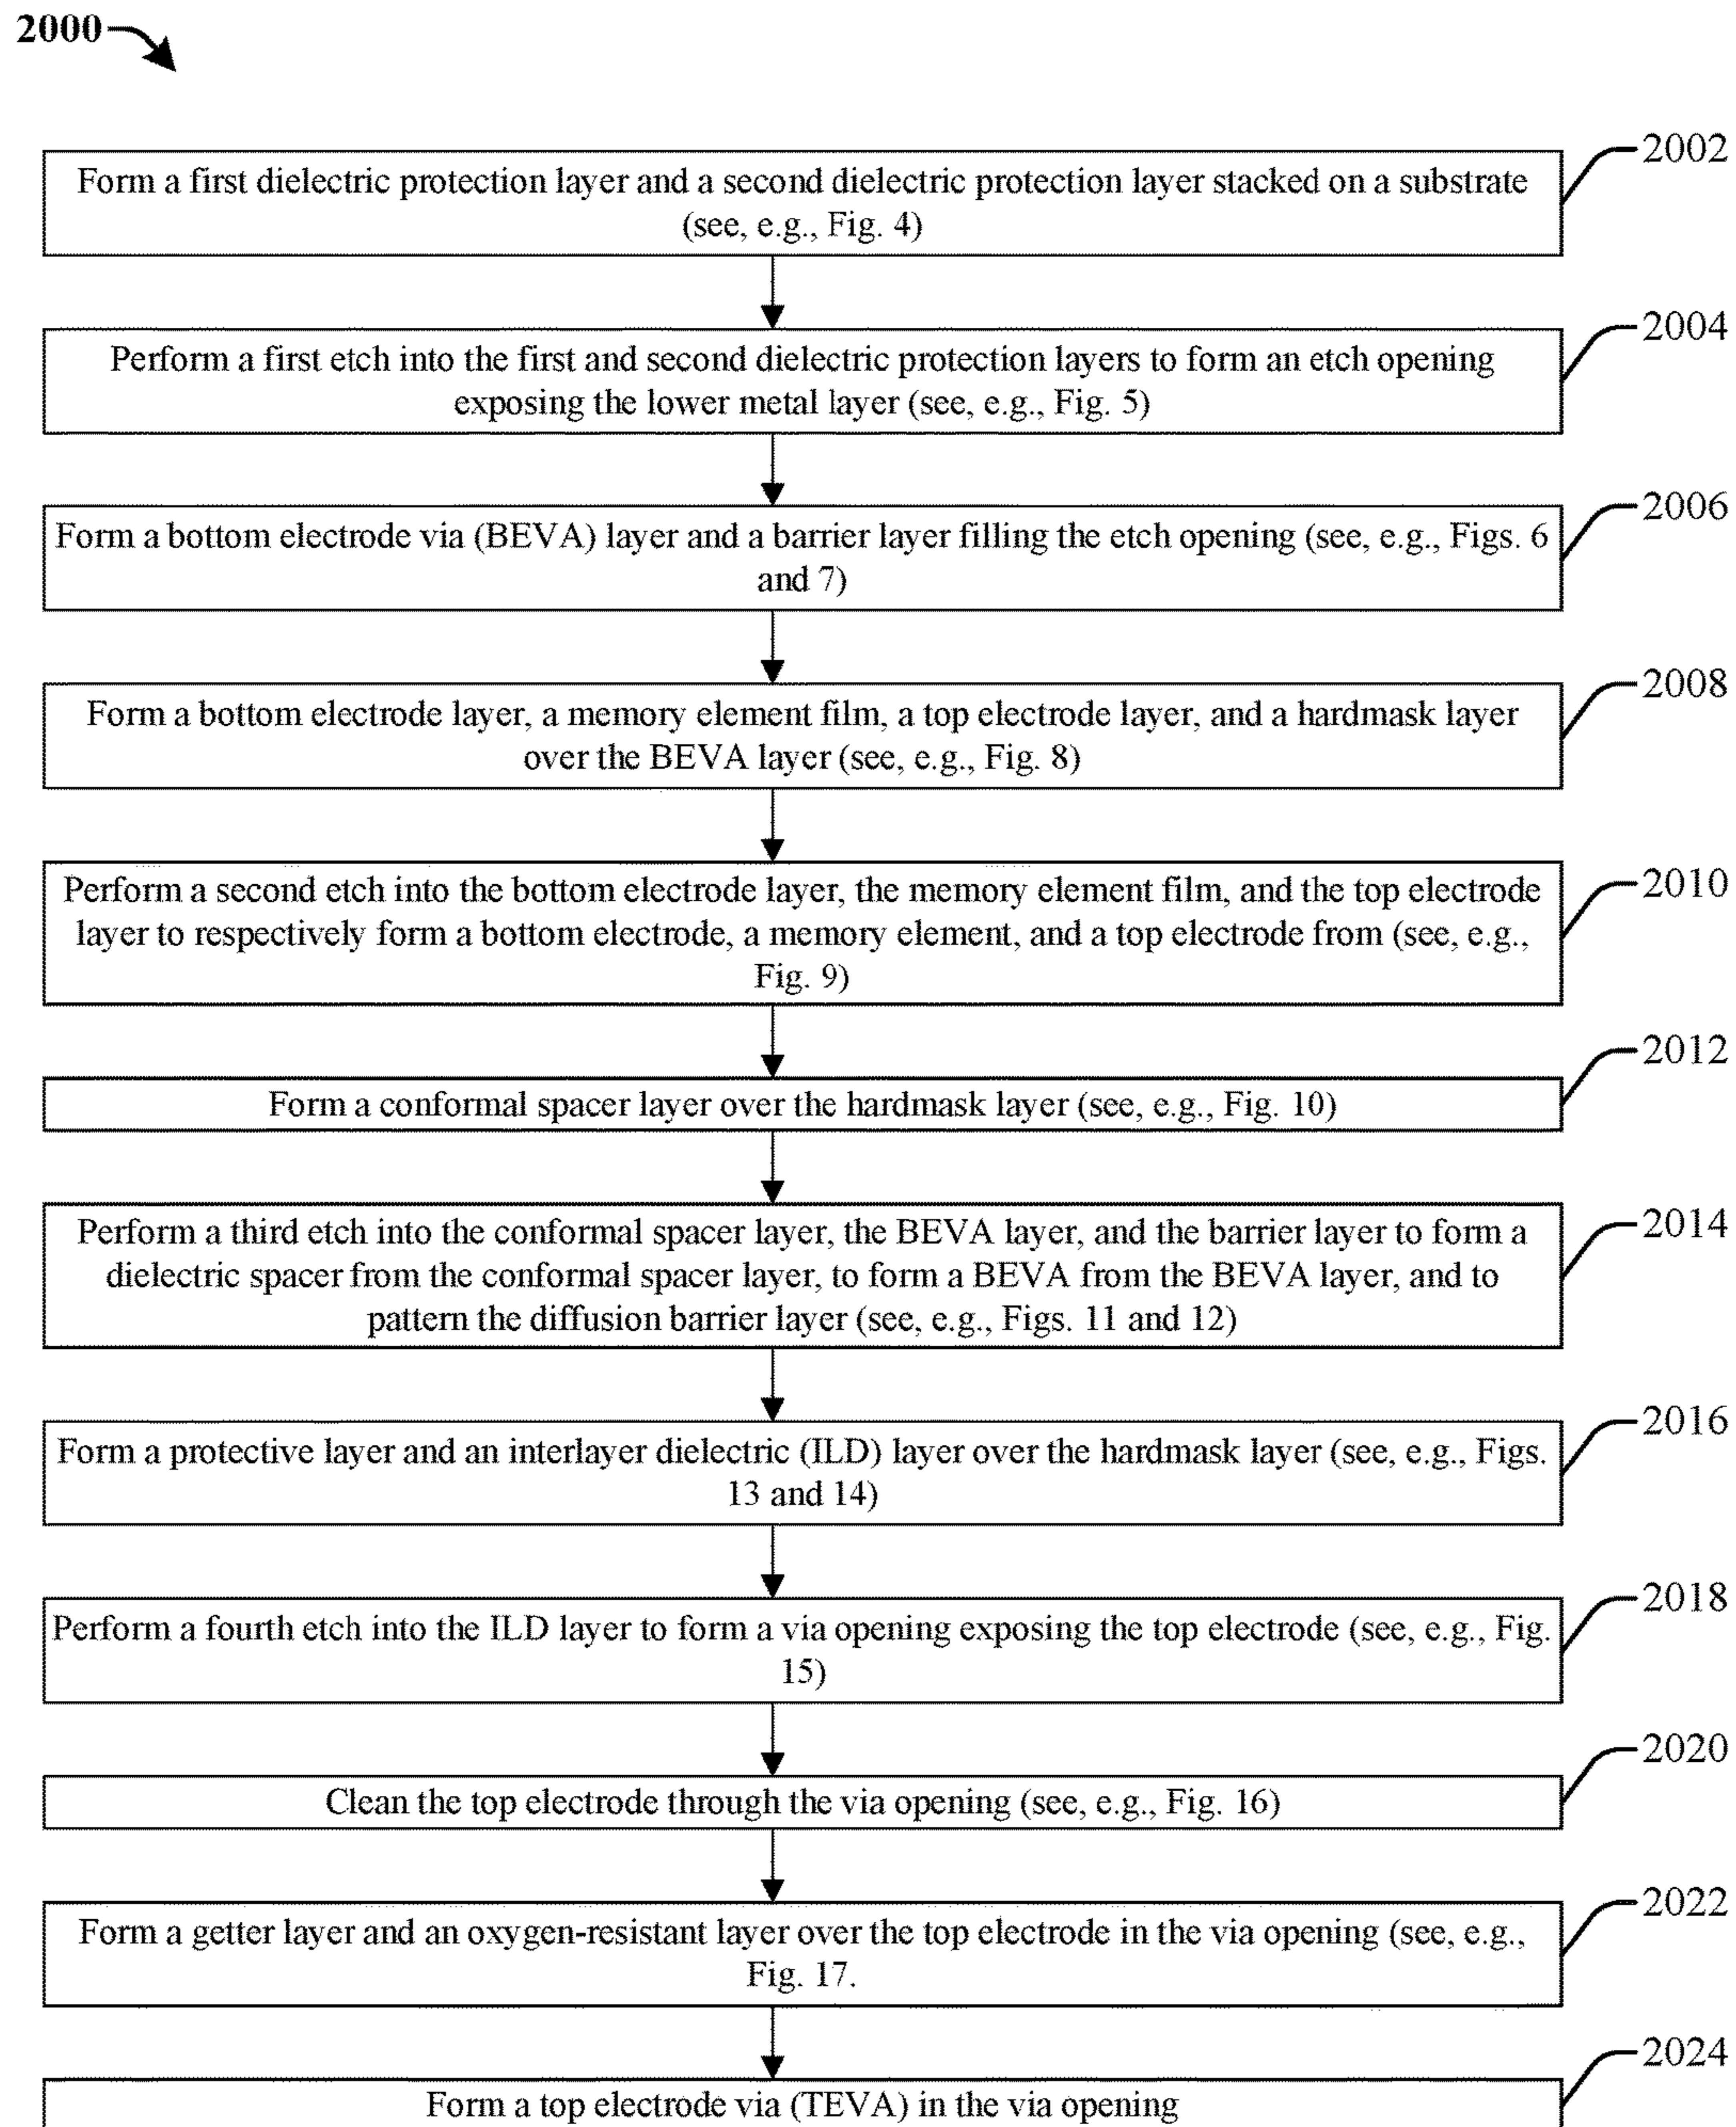 2000
2002
Form a first dielectric protection layer and a second dielectric protection layer stacked on a substrate
(see, e.g., Fig. 4)
2004
Perform a first etch into the first and second dielectric protection layers to form an etch opening
exposing the lower metal layer (see, e.g., Fig. 5)
2006
Form a bottom electrode via (BEVA) layer and a barrier layer filling the etch opening (see, e.g., Figs. 6
and 7)
2008
Form a bottom electrode layer, a memory element film, a top electrode layer, and a hardmask layer
over the BEVA layer (see, e.g., Fig. 8)
2010
Perform a second etch into the bottom electrode layer, the memory element film, and the top electrode
layer to respectively form a bottom electrode, a memory element, and a top electrode from (see, e.g.,
Fig. 9)
2012
Form a conformal spacer layer over the hardmask layer (see, e.g., Fig. 10)
2014
Perform a third etch into the conformal spacer layer, the BEVA layer, and the barrier layer to form a
dielectric spacer from the conformal spacer layer, to form a BEVA from the BEVA layer, and to
pattern the diffusion barrier layer (see, e.g., Figs. 11 and 12)
2016
Form a protective layer and an interlayer dielectric (ILD) layer over the hardmask layer (see, e.g., Figs.
13 and 14)
2018
Perform a fourth etch into the ILD layer to form a via opening exposing the top electrode (see, e.g., Fig.
15)
2020
Clean the top electrode through the via opening (see, e.g., Fig. 16)
2022
Form a getter layer and an oxygen-resistant layer over the top electrode in the via opening (see, e.g.,
Fig. 17.
2024
Form a top electrode via (TEVA) in the via opening